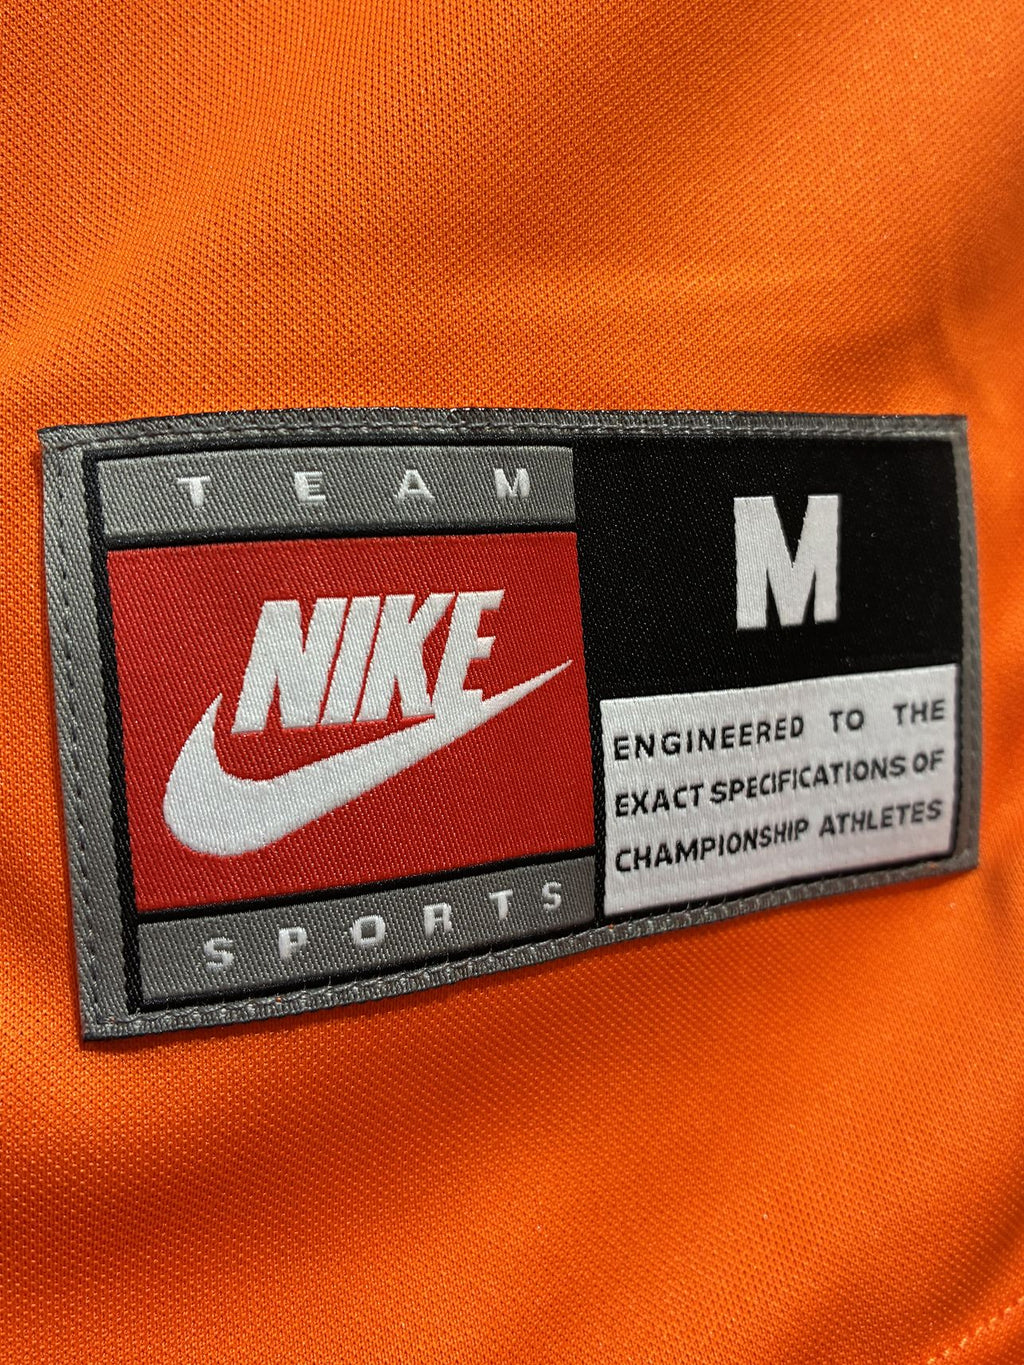 TEAM
NIKE
SPORTS
M
ENGINEERED TO THE
EXACT SPECIFICATIONS OF
CHAMPIONSHIP ATHLETES